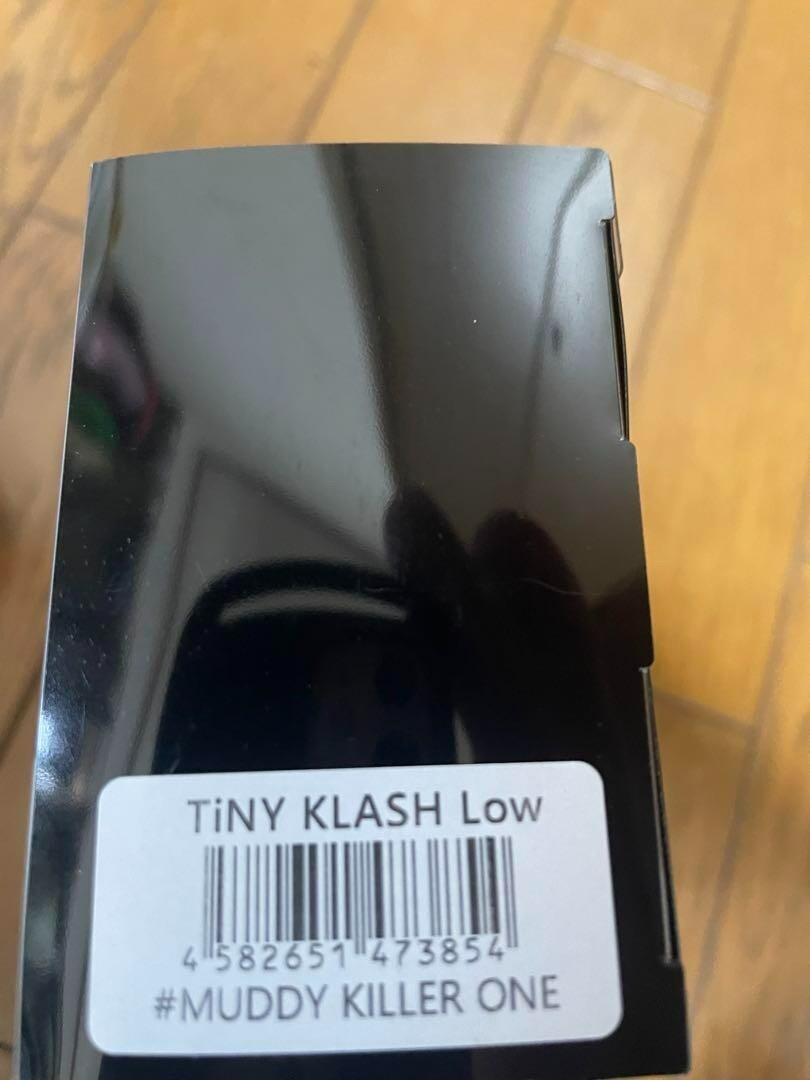 TiNY KLASH Low
4 582651 473854
#MUDDY KILLER ONE